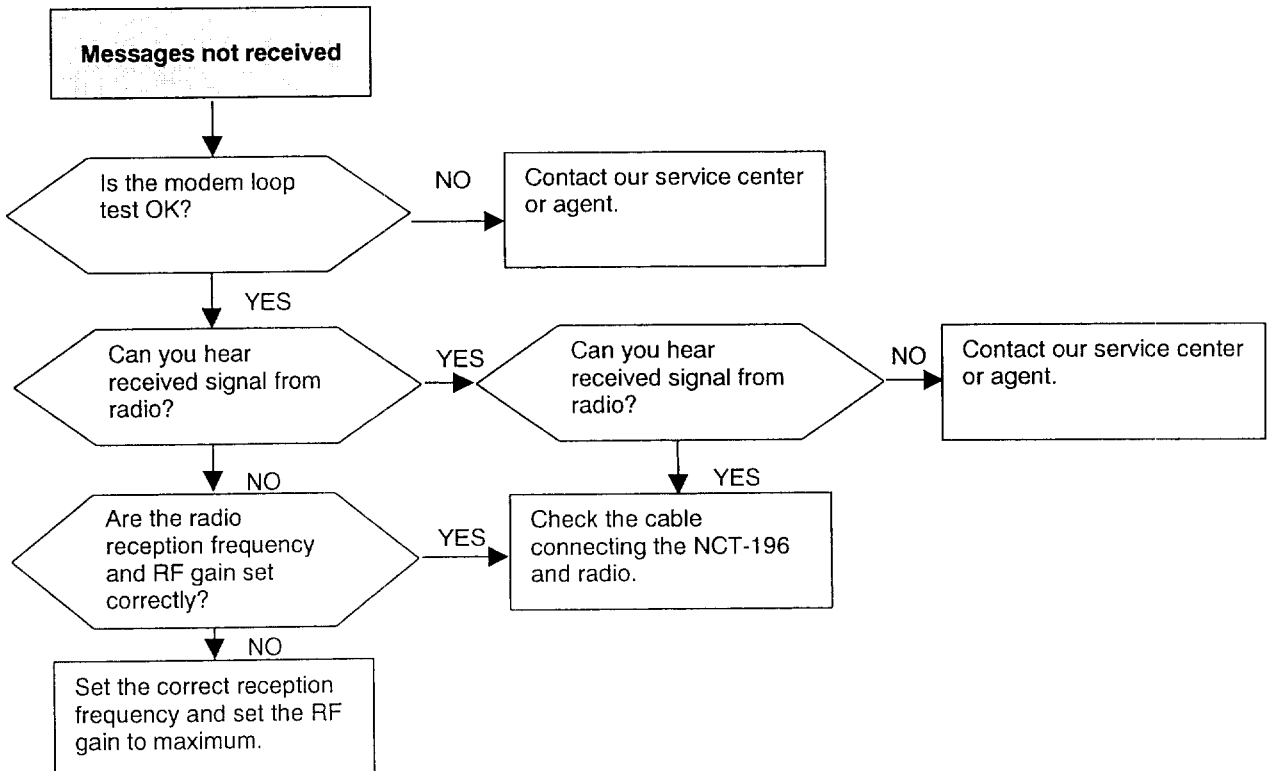 Messages not received
Is the modem loop
test OK?
NO
Contact our service center
or agent.
YES
Can you hear
received signal from
radio?
YES
Can you hear
received signal from
radio?
NO
Contact our service center
or agent.
NO
YES
Are the radio
reception frequency
and RF gain set
correctly?
YES
Check the cable
connecting the NCT-196
and radio.
NO
Set the correct reception
frequency and set the RF
gain to maximum.